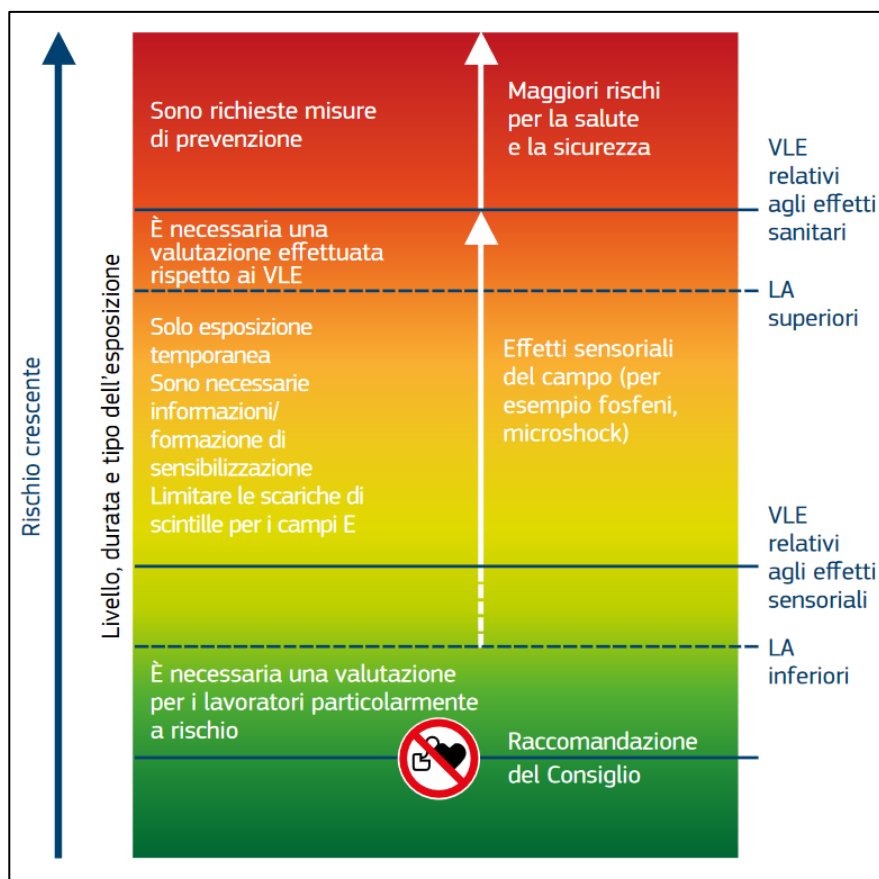 Rischio crescente
Livello, durata e tipo dell'esposizione
Sono richieste misure
di prevenzione
Maggiori rischi
per la salute
e la sicurezza
VLE
relativi
agli effetti
sanitari
È necessaria una
valutazione effettuata
rispetto ai VLE
LA
superiori
Solo esposizione
temporanea
Sono necessarie
informazioni/
formazione di
sensibilizzazione
Limitare le scariche di
scintille per i campi E
Effetti sensoriali
del campo (per
esempio fosfeni,
microshock)
VLE
relativi
agli effetti
sensoriali
LA
inferiori
È necessaria una valutazione
per i lavoratori particolarmente
a rischio
Raccomandazione
del Consiglio